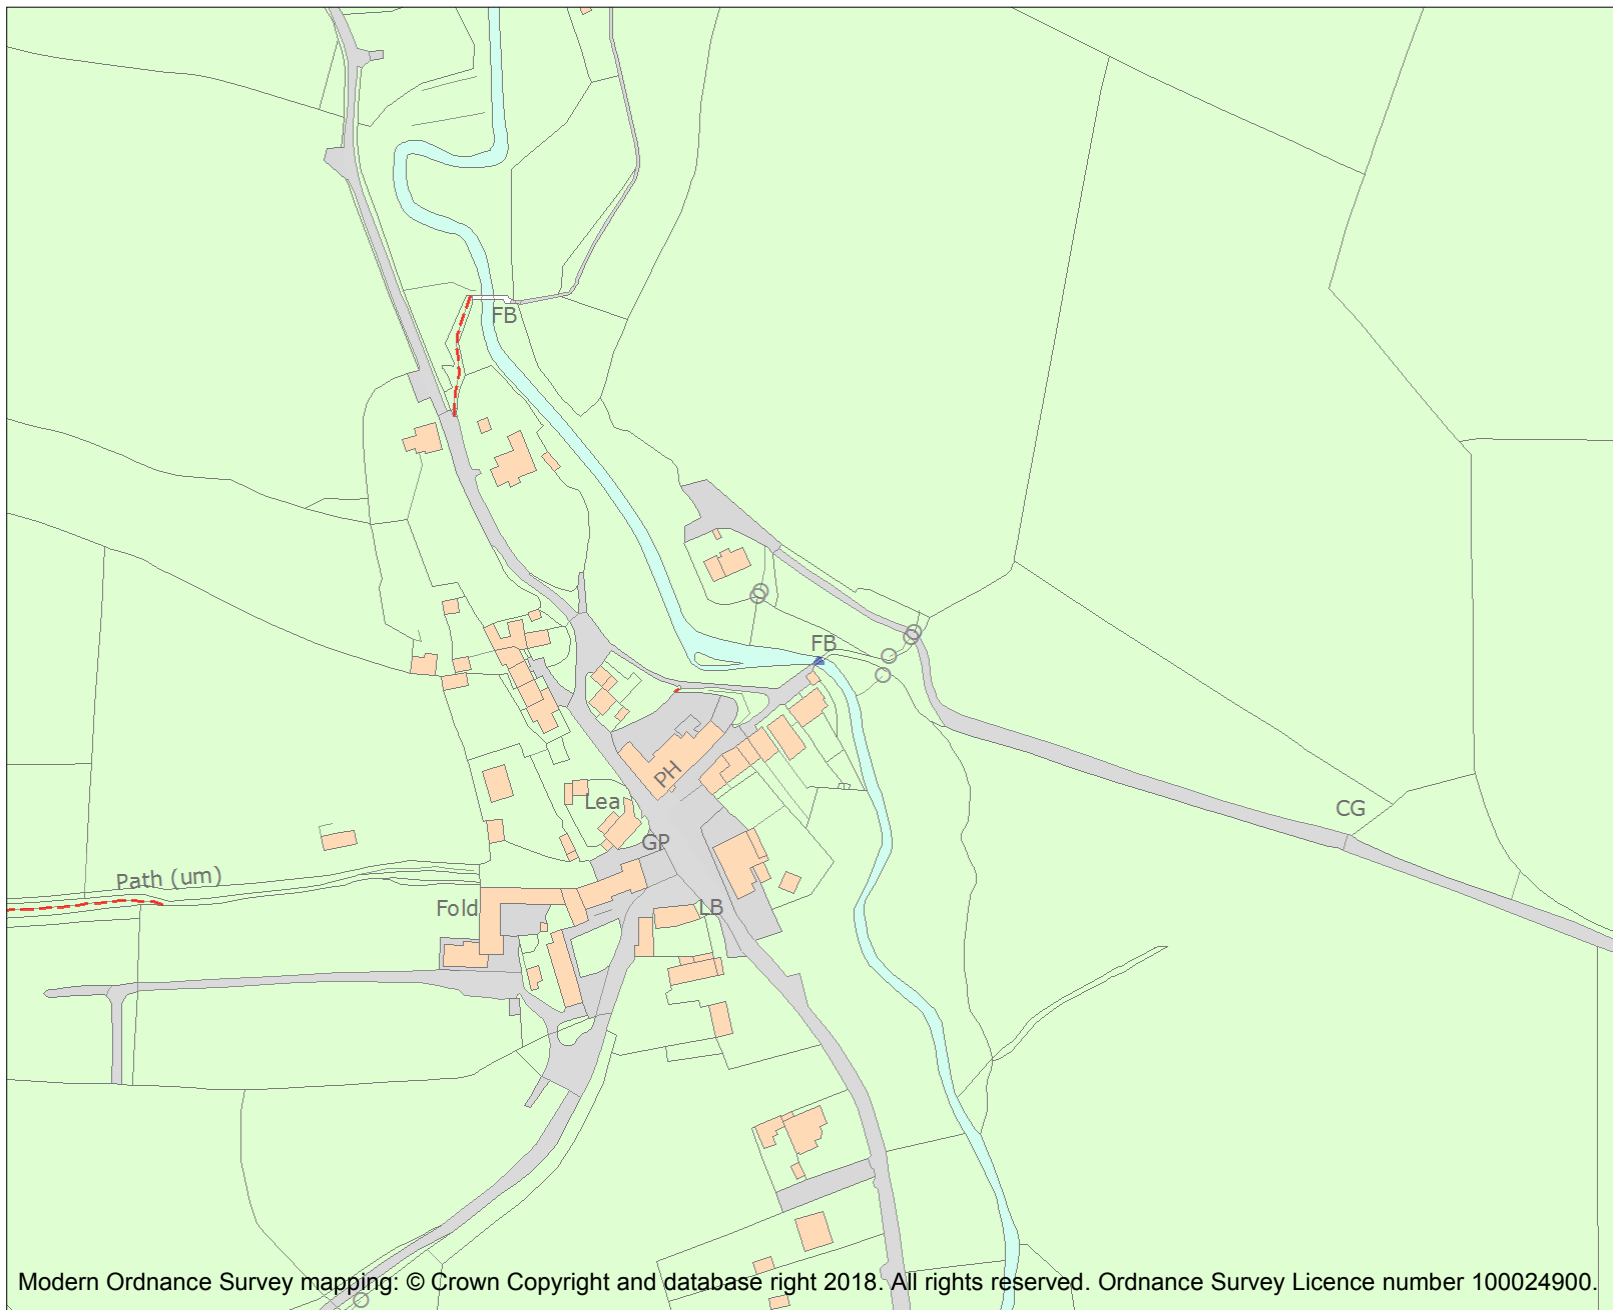 FB
FB
PH
Lea
CG
GP
Path (um)
Fold
LB
Modern Ordnance Survey mapping: © Crown Copyright and database right 2018. All rights reserved. Ordnance Survey Licence number 100024900.